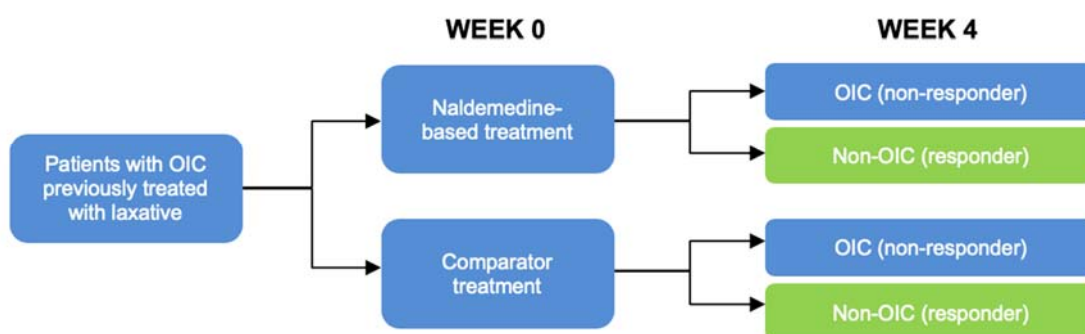 WEEK 0
WEEK 4
Patients with OIC
previously treated
with laxative
Naldemedine-
based treatment
OIC (non-responder)
Non-OIC (responder)
Comparator
treatment
OIC (non-responder)
Non-OIC (responder)